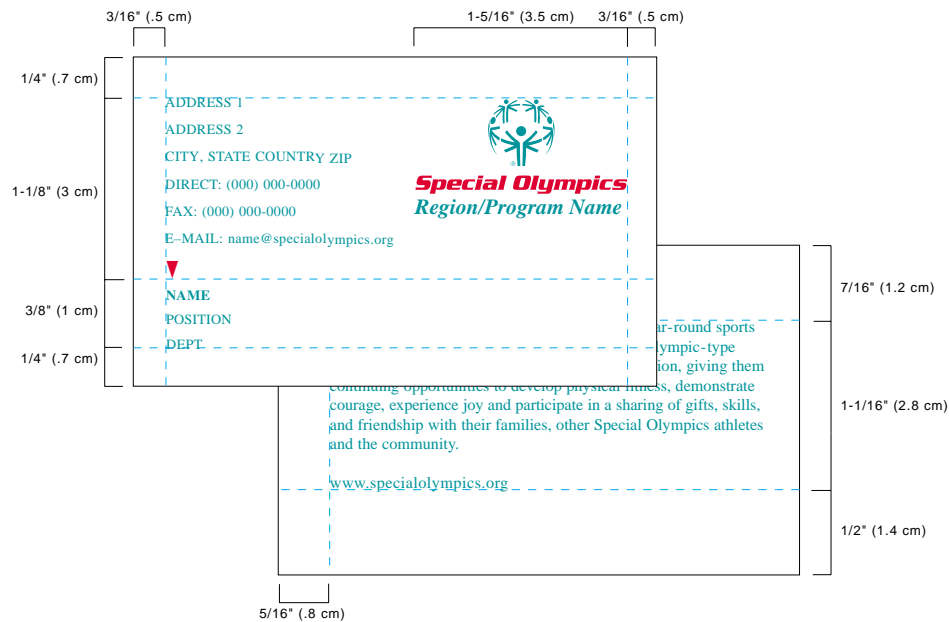 3/16" (.5 cm)
1-5/16" (3.5 cm)
3/16" (.5 cm)
1/4" (.7 cm)
1-1/8" (3 cm)
3/8" (1 cm)
1/4" (.7 cm)
ADDRESS 1
ADDRESS 2
CITY, STATE COUNTRY ZIP
DIRECT: (000) 000-0000
FAX: (000) 000-0000
E–MAIL: name@specialolympics.org
NAME
POSITION
DEPT
®
Special Olympics
Region/Program Name
ar-round sports
lympic-type
ion, giving them
continuing opportunities to develop physical fitness, demonstrate
courage, experience joy and participate in a sharing of gifts, skills,
and friendship with their families, other Special Olympics athletes
and the community.
www.specialolympics.org
7/16" (1.2 cm)
1-1/16" (2.8 cm)
1/2" (1.4 cm)
5/16" (.8 cm)